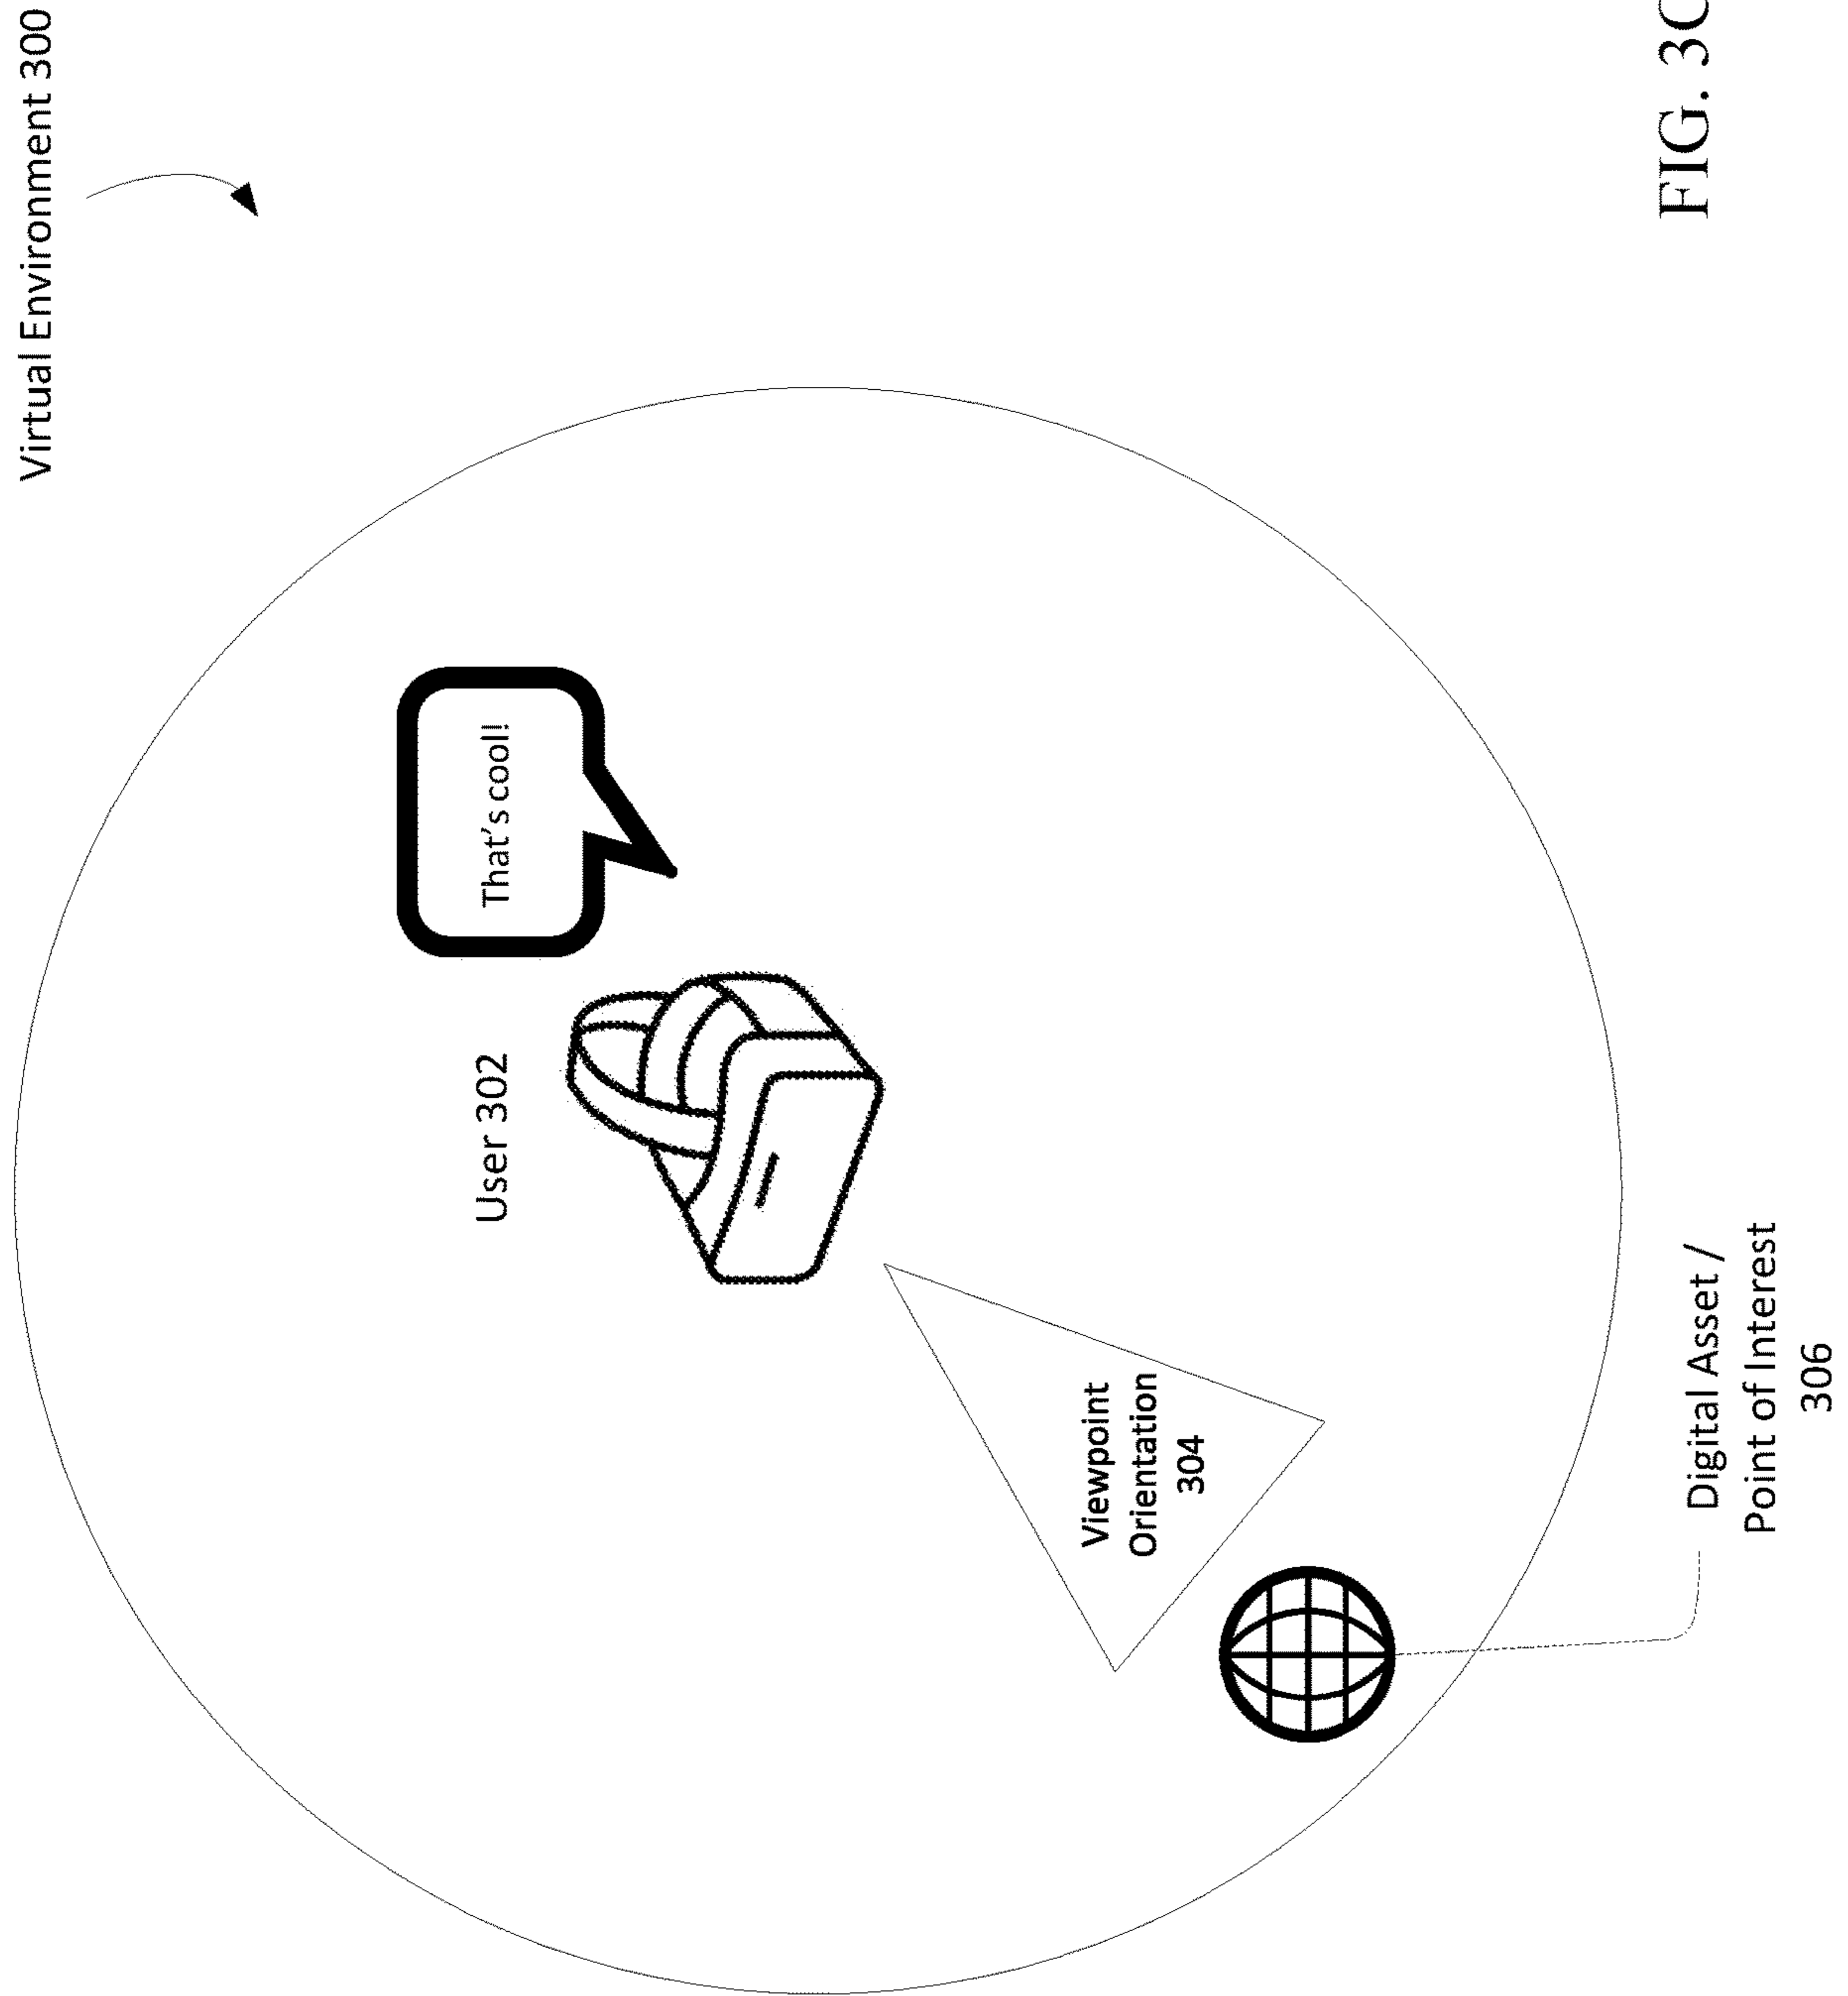 Virtual Environment 300
That's cool!
User 302
Viewpoint
Orientation
304
Digital Asset /
Point of Interest
306
FIG. 3C